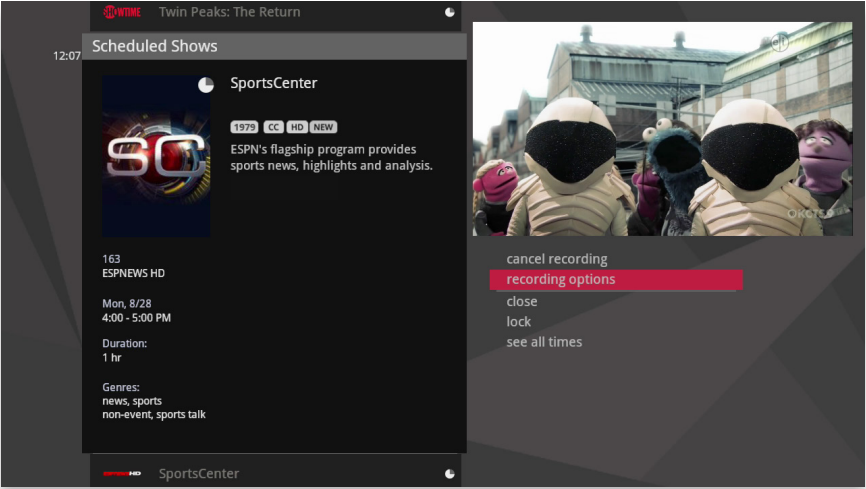 SHOWTIME
Twin Peaks: The Return
Scheduled Shows
12:07
SportsCenter
1979 CC HD NEW
ESPN's flagship program provides
sports news, highlights and analysis.
SC
163
ESPNEWS HD
Mon, 8/28
4:00 - 5:00 PM
Duration:
1 hr
Genres:
news, sports
non-event, sports talk
SportsCenter
cancel recording
recording options
close
lock
see all times